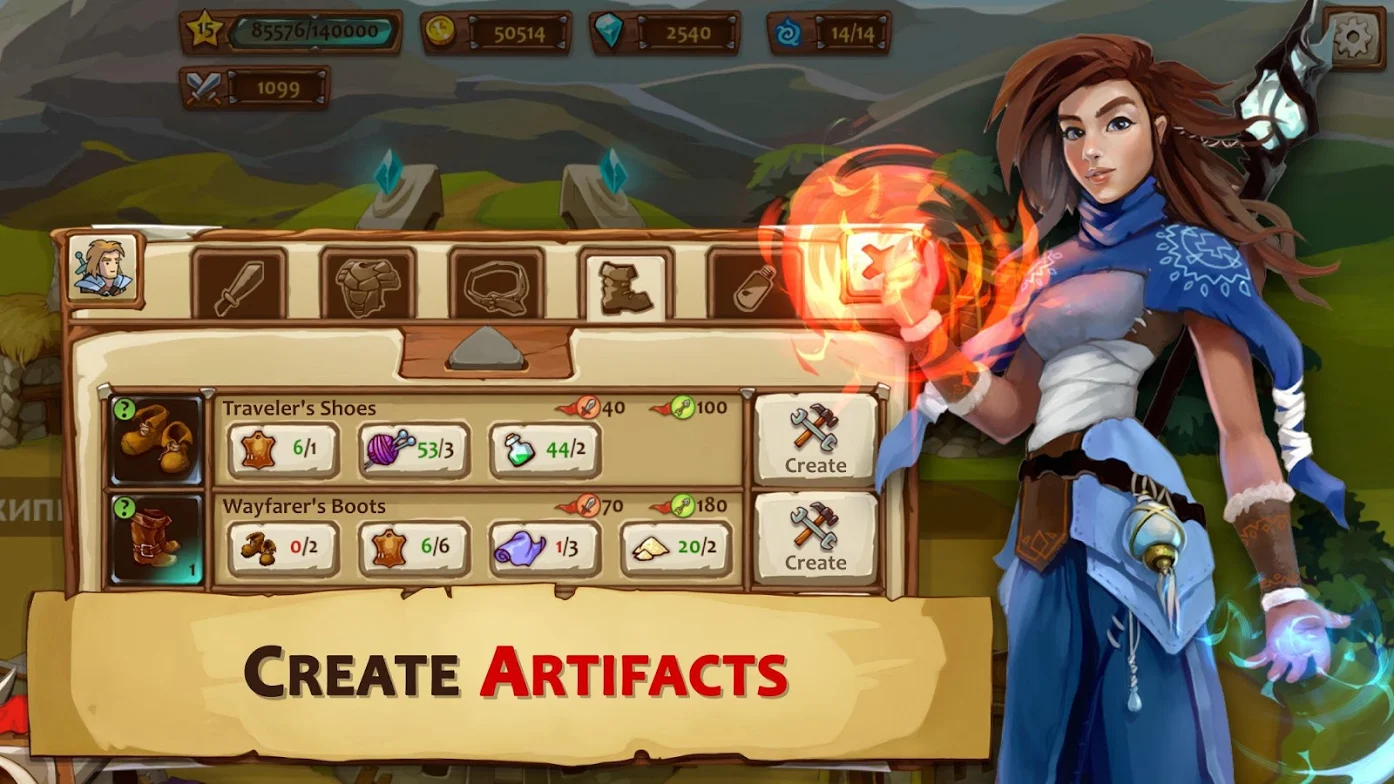 15 85576/140000 50514 2540 14/14
1099
Traveler's Shoes 40 100
6/1 53/3 44/2
Create
Wayfarer's Boots 70 180
0/2 6/6 1/3 20/2
1
Create
CREATE ARTIFACTS